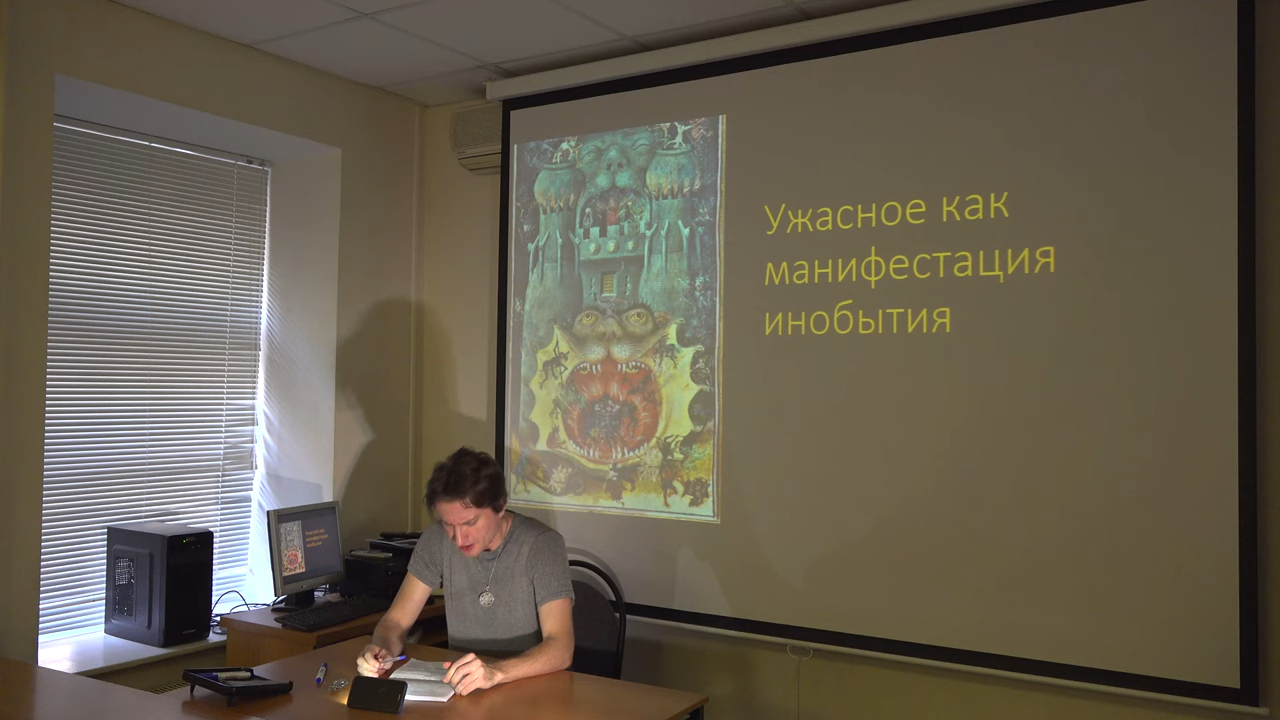 Ужасное как
манифестация
инобытия